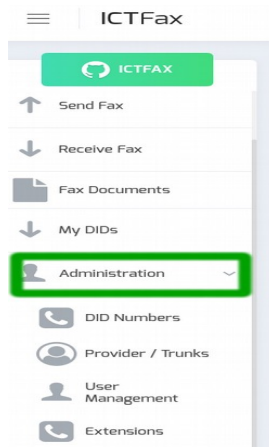 ICTFax
ICTFAX
Send Fax
Receive Fax
Fax Documents
My DIDs
Administration
DID Numbers
Provider / Trunks
User
Management
Extensions